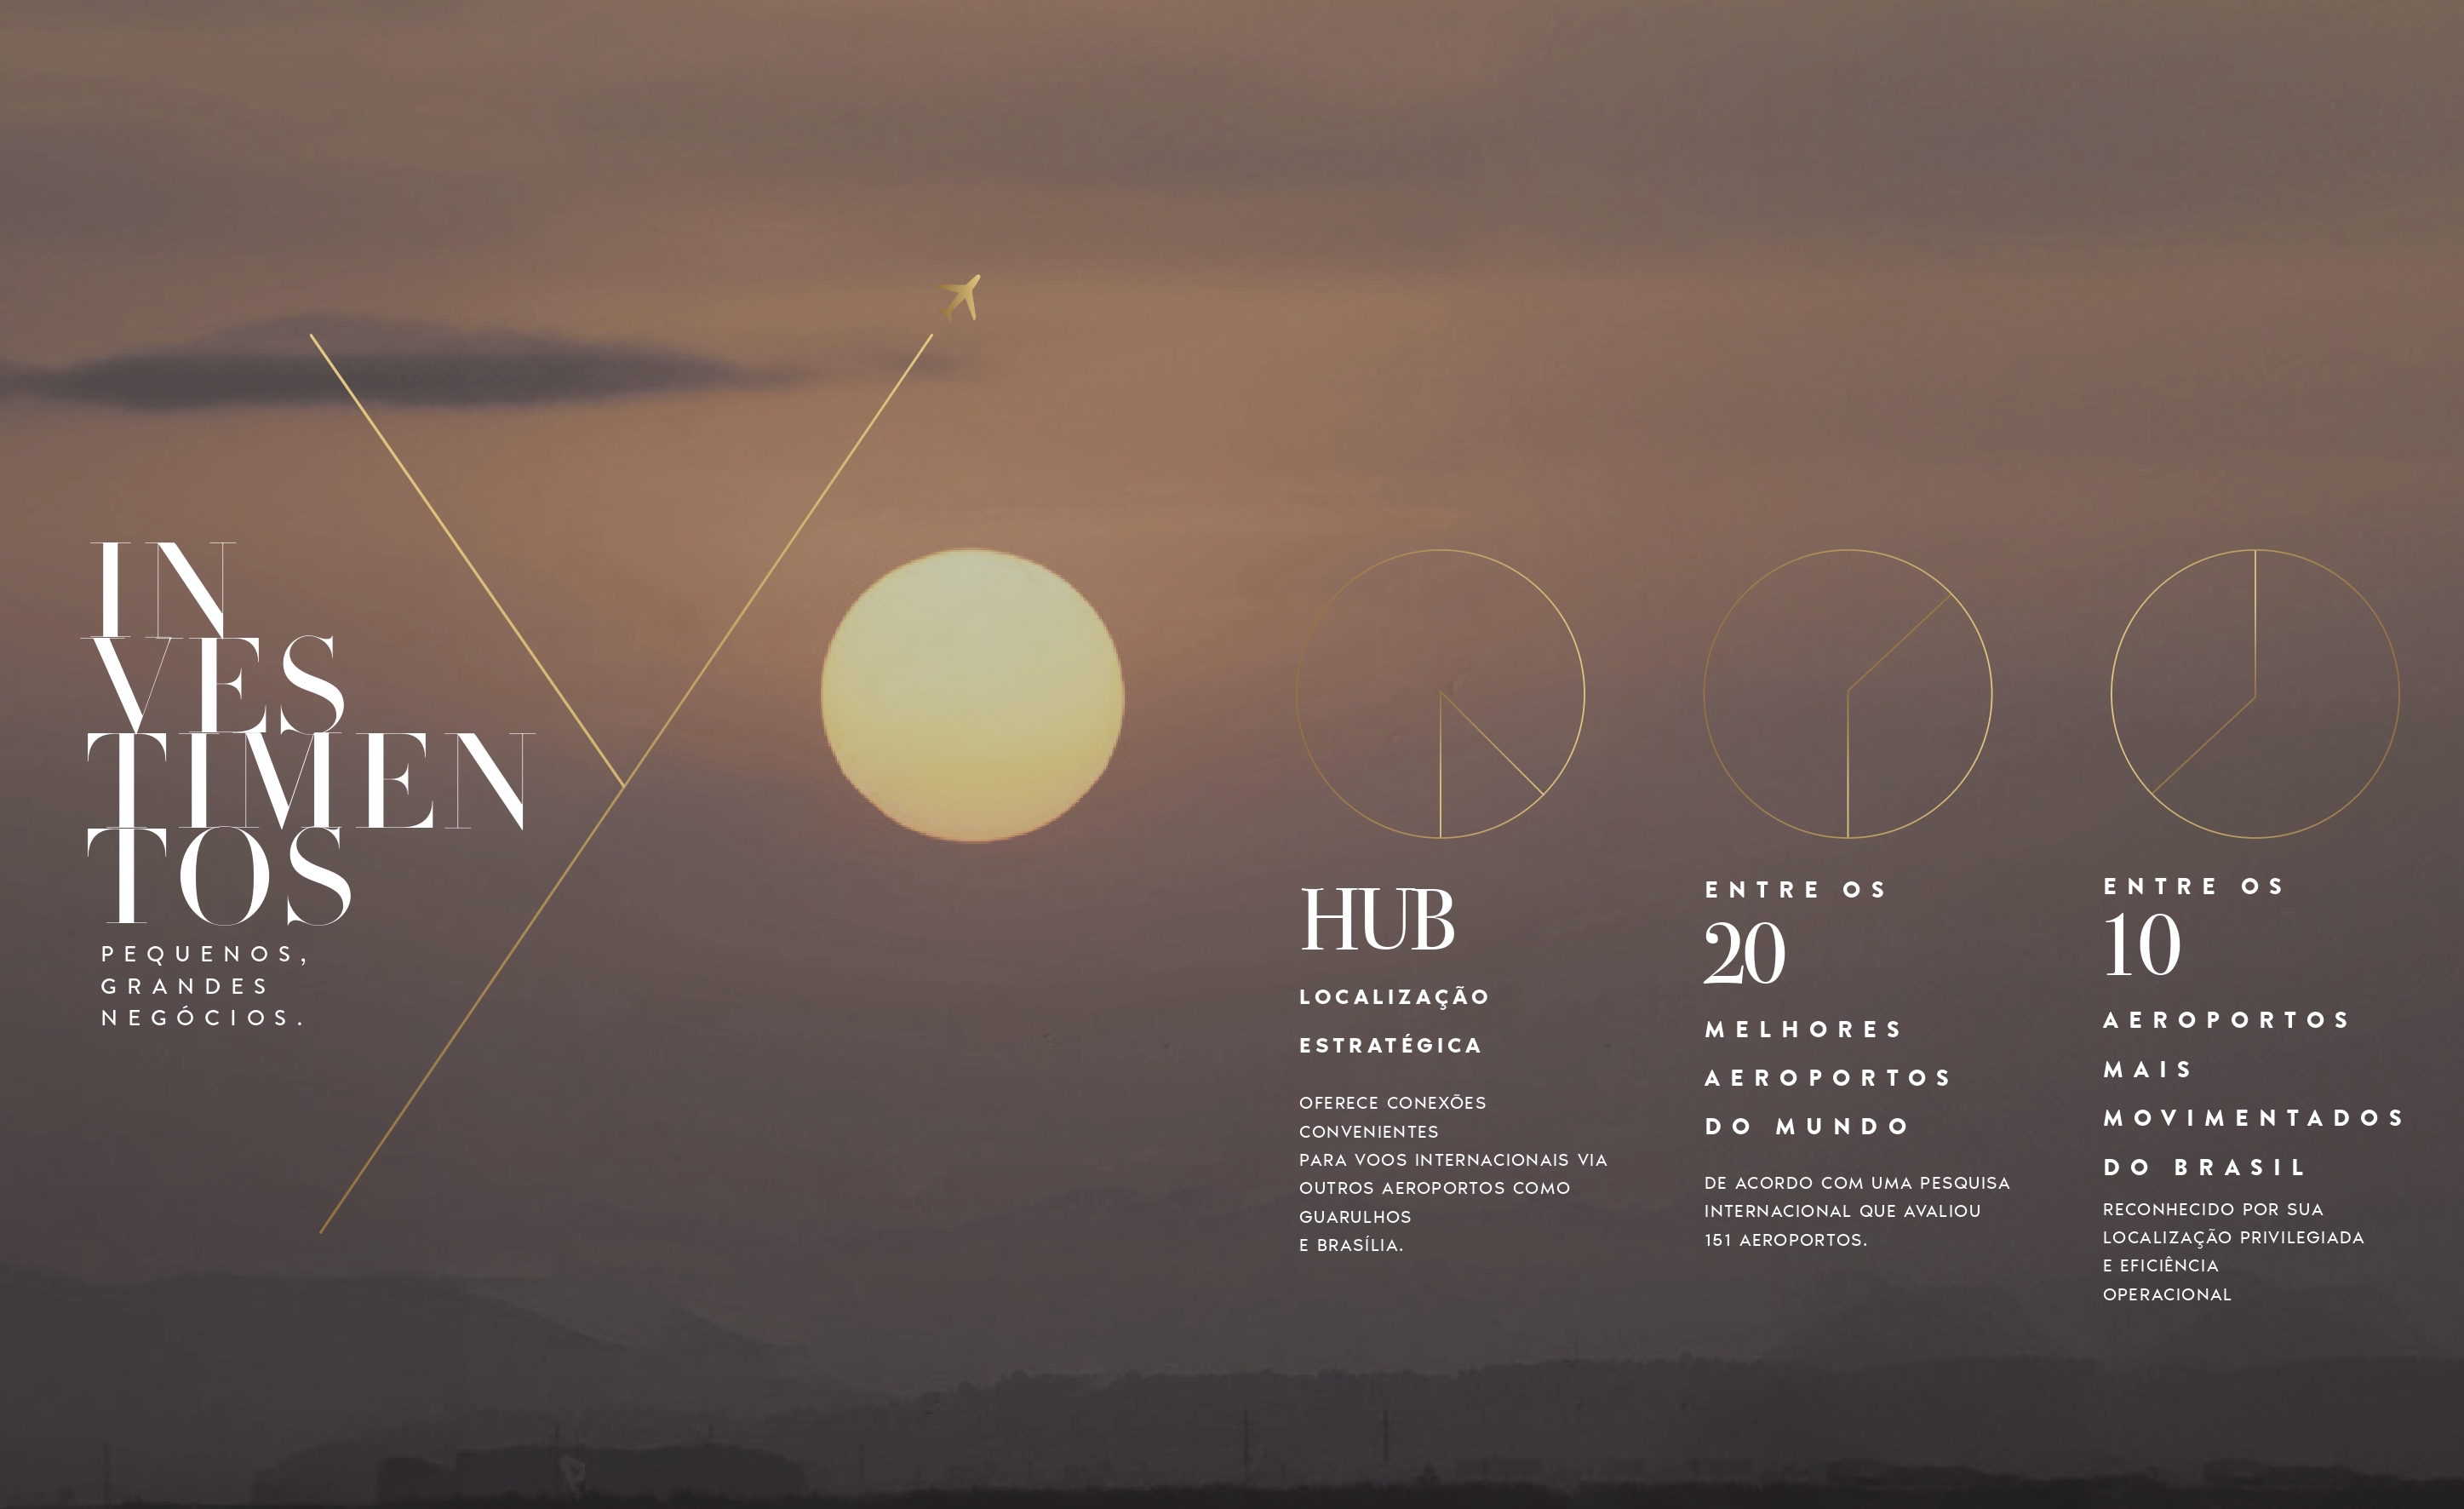 IN
VES
TIMEN
TOS
PEQUENOS,
GRANDES
NEGÓCIOS.
HUB
LOCALIZAÇÃO
ESTRATÉGICA
OFERECE CONEXÕES
CONVENIENTES
PARA VOOS INTERNACIONAIS VIA
OUTROS AEROPORTOS COMO
GUARULHOS
E BRASÍLIA.
ENTRE OS
20
MELHORES
AEROPORTOS
DO MUNDO
DE ACORDO COM UMA PESQUISA
INTERNACIONAL QUE AVALIOU
151 AEROPORTOS.
ENTRE OS
10
AEROPORTOS
MAIS
MOVIMENTADOS
DO BRASIL
RECONHECIDO POR SUA
LOCALIZAÇÃO PRIVILEGIADA
E EFICIÊNCIA
OPERACIONAL